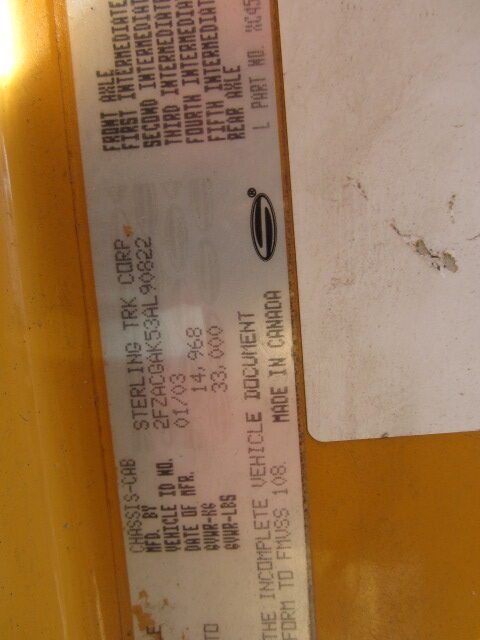 CHASSIS-CAB
MFD. BY STERLING TRK CORP.
VEHICLE ID NO. 2FZACGAK53AL90822
DATE OF MFR. 01/03
GVWR-KG 14,968
GVWR-LBS 33,000
FRONT AXLE
FIRST INTERMEDIATE
SECOND INTERMEDIATE
THIRD INTERMEDIATE
FOURTH INTERMEDIATE
FIFTH INTERMEDIATE
REAR AXLE
THE INCOMPLETE VEHICLE DOCUMENT
FORM TO FMVSS 108. MADE IN CANADA
L PART NO. XC45